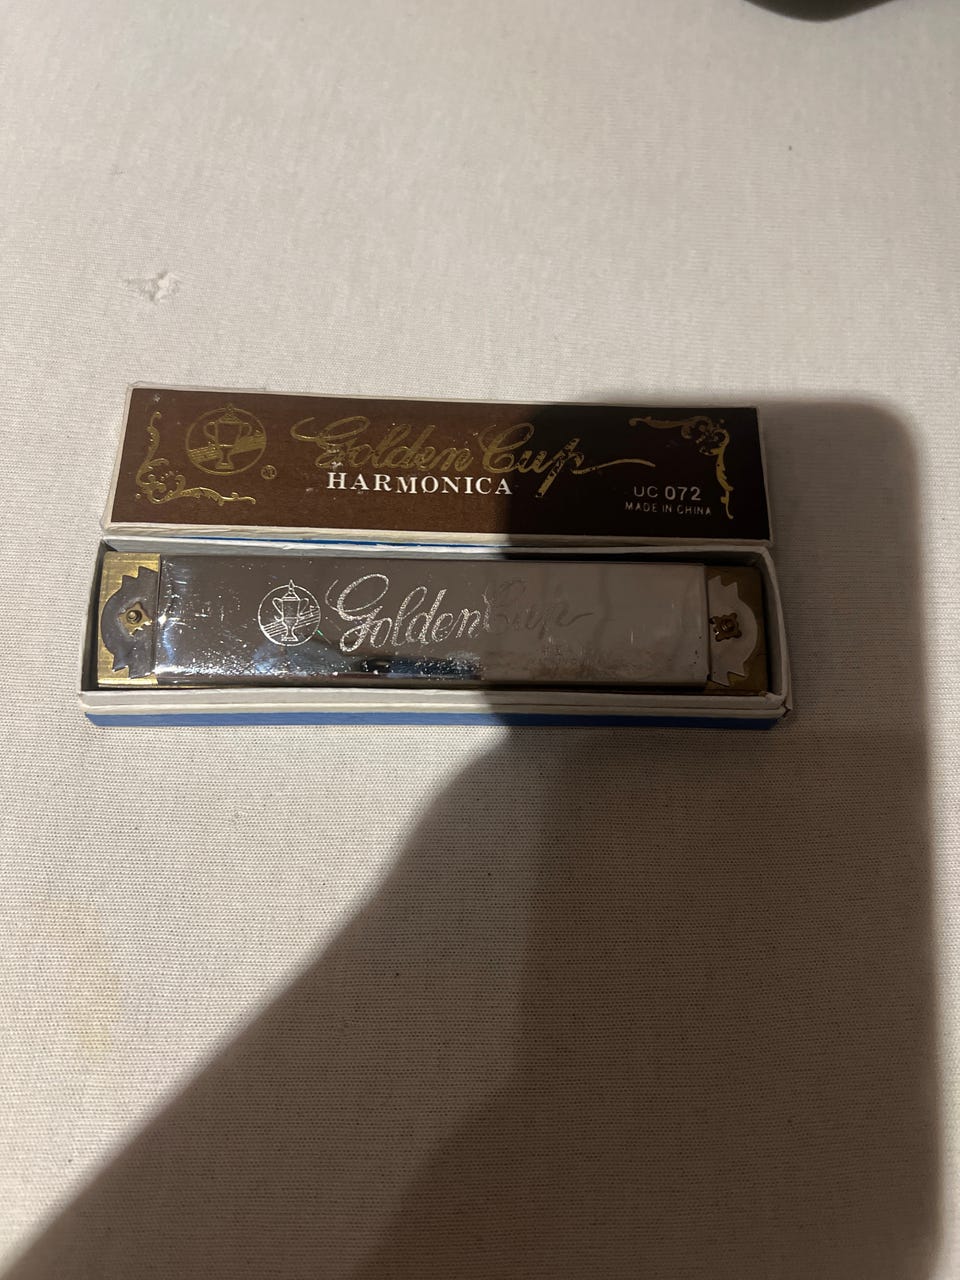 Golden Cup
HARMONICA
UC 072
MADE IN CHINA
Golden Cup